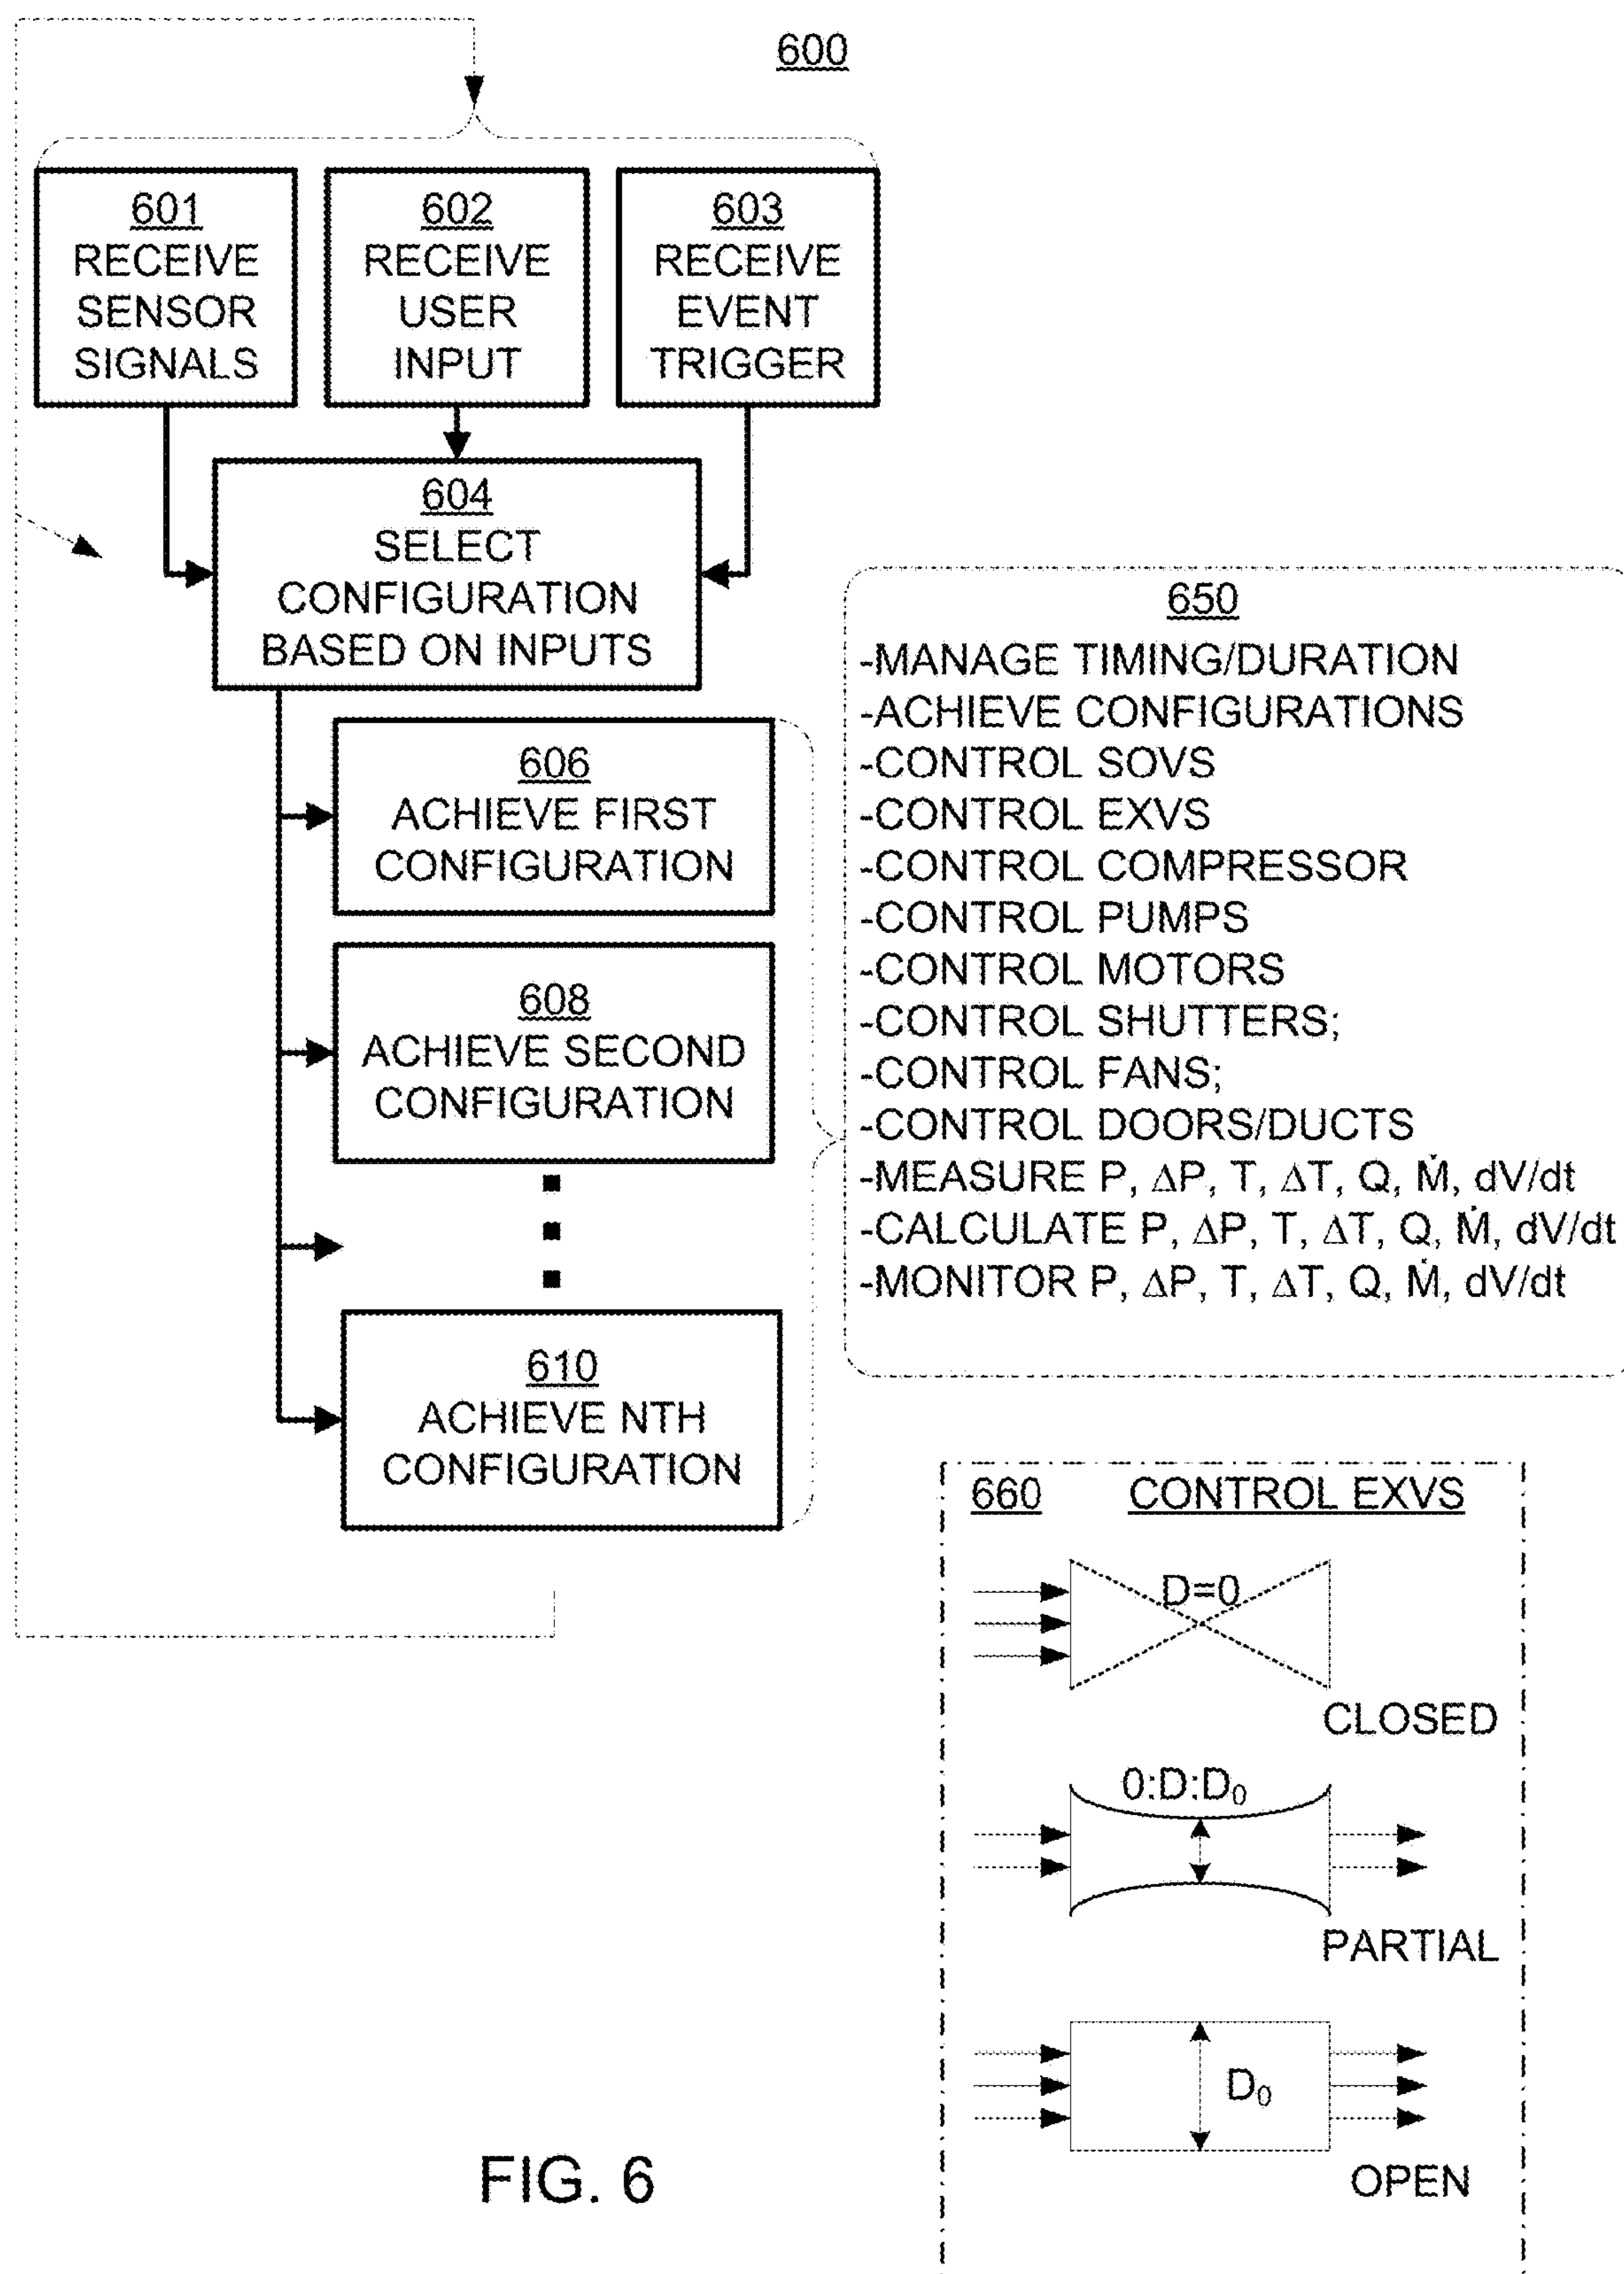 600
601
RECEIVE
SENSOR
SIGNALS
602
RECEIVE
USER
INPUT
603
RECEIVE
EVENT
TRIGGER
604
SELECT
CONFIGURATION
BASED ON INPUTS
606
ACHIEVE FIRST
CONFIGURATION
608
ACHIEVE SECOND
CONFIGURATION
610
ACHIEVE NTH
CONFIGURATION
650
-MANAGE TIMING/DURATION
-ACHIEVE CONFIGURATIONS
-CONTROL SOVS
-CONTROL EXVS
-CONTROL COMPRESSOR
-CONTROL PUMPS
-CONTROL MOTORS
-CONTROL SHUTTERS;
-CONTROL FANS;
-CONTROL DOORS/DUCTS
-MEASURE P, ΔP, T, ΔT, Q, Ṁ, dV/dt
-CALCULATE P, ΔP, T, ΔT, Q, Ṁ, dV/dt
-MONITOR P, ΔP, T, ΔT, Q, Ṁ, dV/dt
660 CONTROL EXVS
D=0
CLOSED
0:D:D₀
PARTIAL
D₀
OPEN
FIG. 6